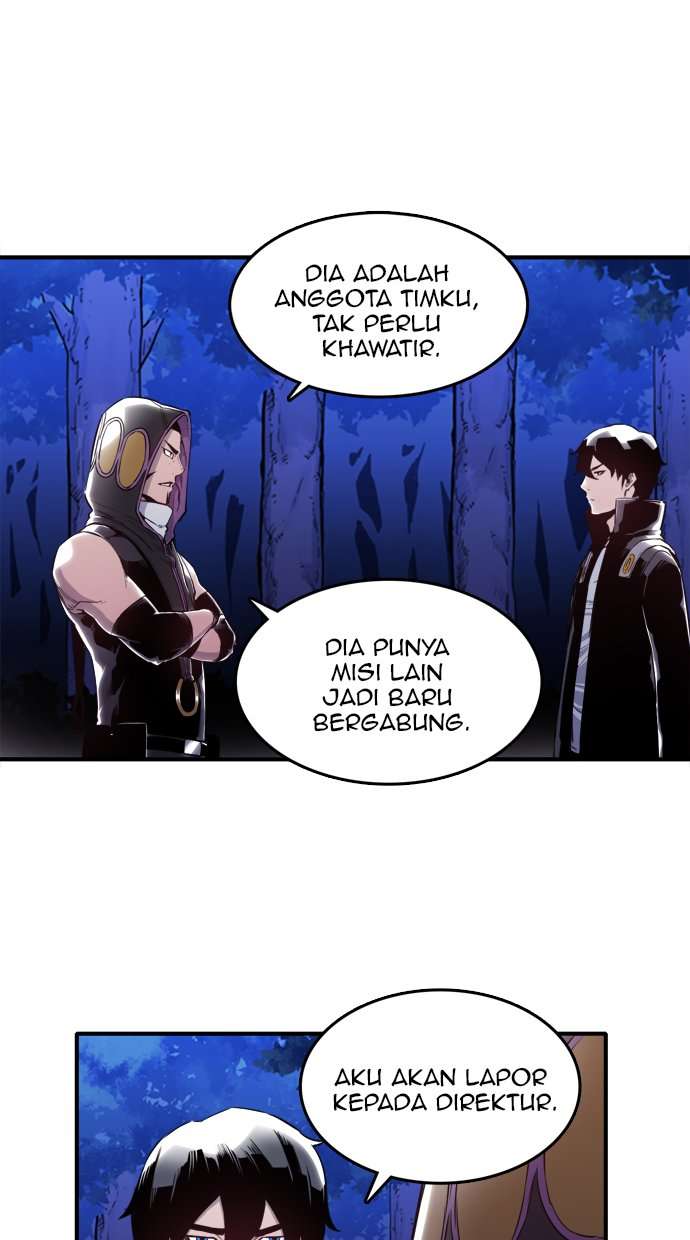 DIA ADALAH
ANGGOTA TIMKU,
TAK PERLU
KHAWATIR.
DIA PUNYA
MISI LAIN
JADI BARU
BERGABUNG.
AKU AKAN LAPOR
KEPADA DIREKTUR.